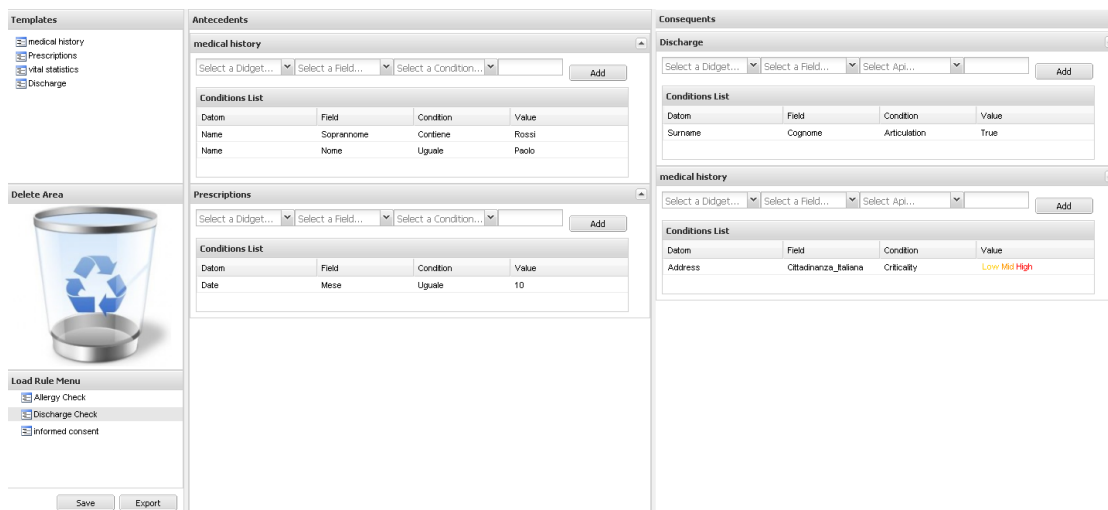 Templates
medical history
Prescriptions
vital statistics
Discharge
Delete Area
Load Rule Menu
Allergy Check
Discharge Check
informed consent
Save Export
Antecedents
medical history
Select a Didget... Select a Field... Select a Condition... Add
Conditions List
Datom Field Condition Value
Name Soprannome Contiene Rossi
Name Nome Uguale Paolo
Prescriptions
Select a Didget... Select a Field... Select a Condition... Add
Conditions List
Datom Field Condition Value
Date Mese Uguale 10
Consequents
Discharge
Select a Didget... Select a Field... Select Api... Add
Conditions List
Datom Field Condition Value
Surname Cognome Articulation True
medical history
Select a Didget... Select a Field... Select Api... Add
Conditions List
Datom Field Condition Value
Address Cittadinanza_Italiana Criticality Low Mid High